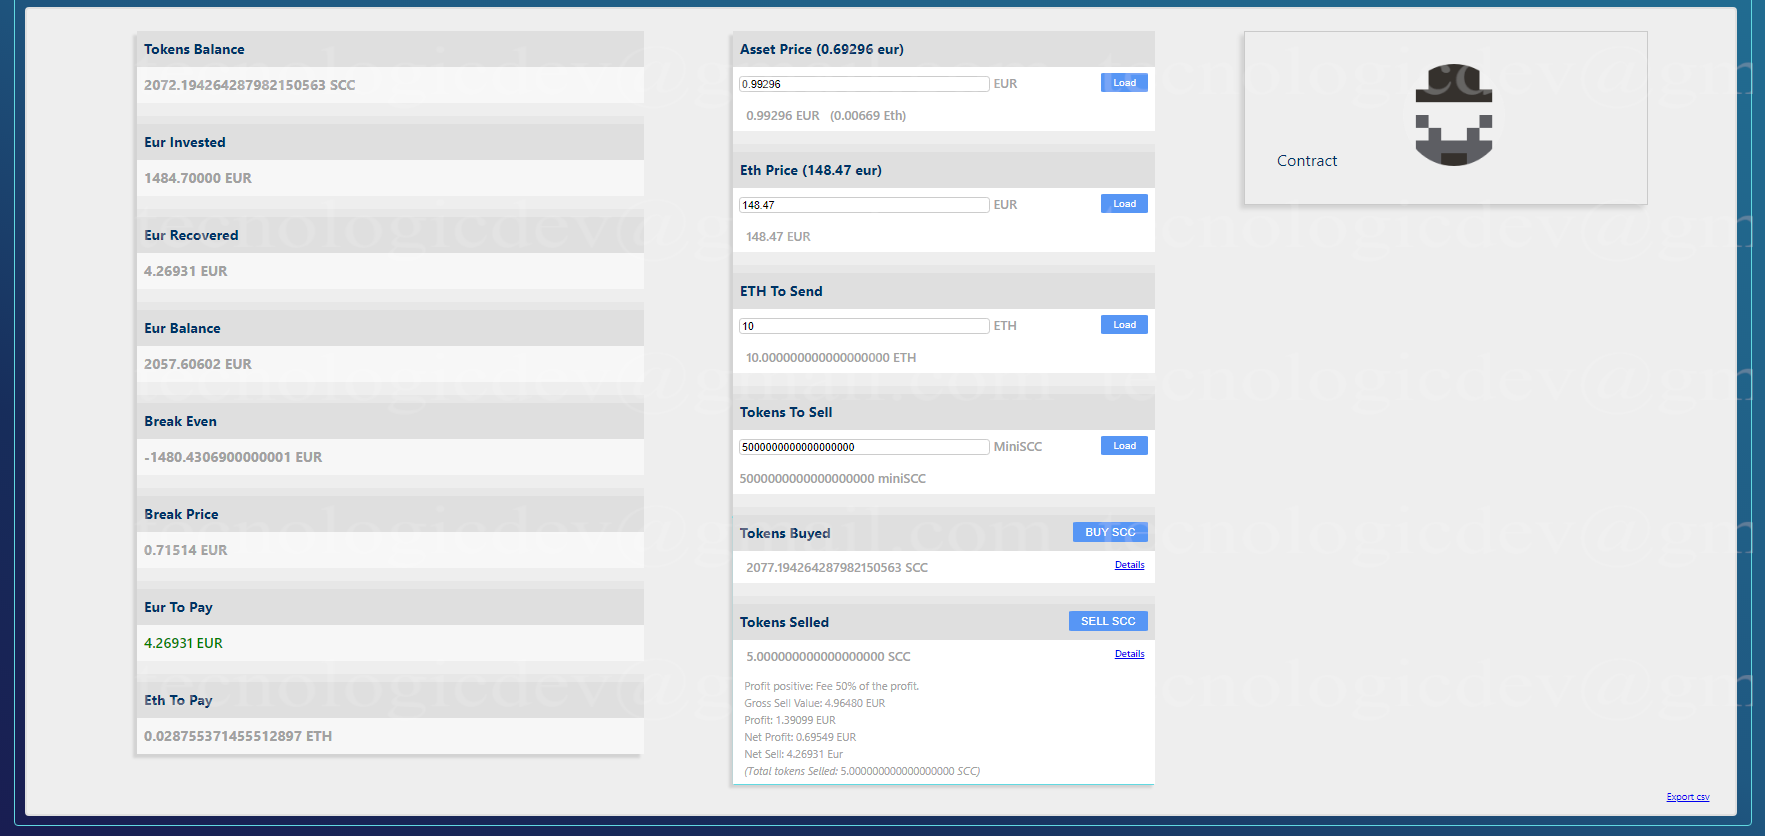 Tokens Balance
2072.194264287982150563 SCC
Eur Invested
1484.70000 EUR
Eur Recovered
4.26931 EUR
Eur Balance
2057.60602 EUR
Break Even
-1480.4306900000001 EUR
Break Price
0.71514 EUR
Eur To Pay
4.26931 EUR
Eth To Pay
0.028755371455512897 ETH
Asset Price (0.69296 eur)
0.99296 EUR Load
0.99296 EUR (0.00669 Eth)
Eth Price (148.47 eur)
148.47 EUR Load
148.47 EUR
ETH To Send
10 ETH Load
10.000000000000000000 ETH
Tokens To Sell
5000000000000000000 MiniSCC Load
5000000000000000000 miniSCC
Tokens Buyed BUY SCC
2077.194264287982150563 SCC Details
Tokens Selled SELL SCC
5.000000000000000000 SCC Details
Profit positive: Fee 50% of the profit.
Gross Sell Value: 4.96480 EUR
Profit: 1.39099 EUR
Net Profit: 0.69549 EUR
Net Sell: 4.26931 Eur
(Total tokens Selled: 5.000000000000000000 SCC)
Contract
Export csv
tecnologicdev@gmail.com